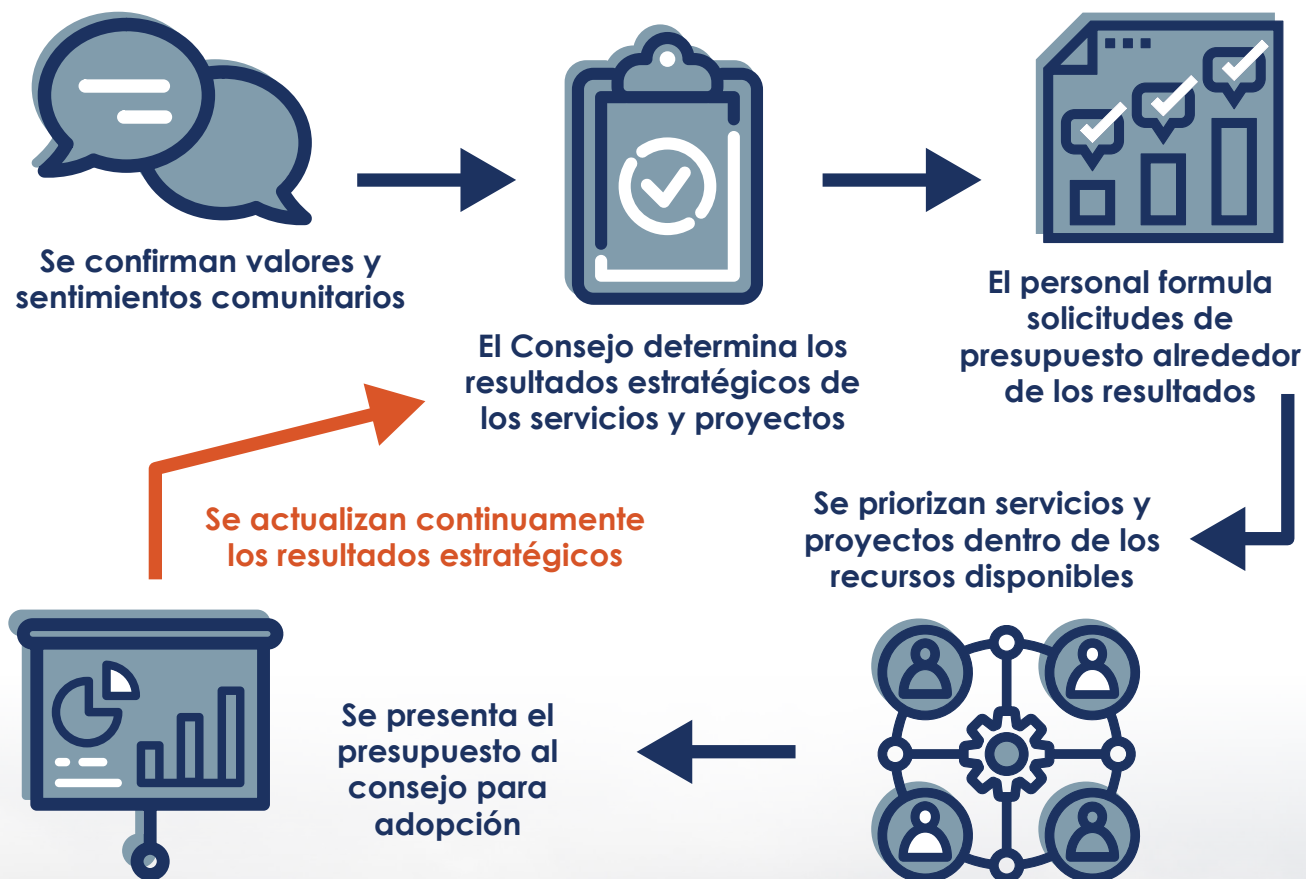 Se confirman valores y
sentimientos comunitarios
El Consejo determina los
resultados estratégicos de
los servicios y proyectos
El personal formula
solicitudes de
presupuesto alrededor
de los resultados
Se priorizan servicios y
proyectos dentro de los
recursos disponibles
Se presenta el
presupuesto al
consejo para
adopción
Se actualizan continuamente
los resultados estratégicos